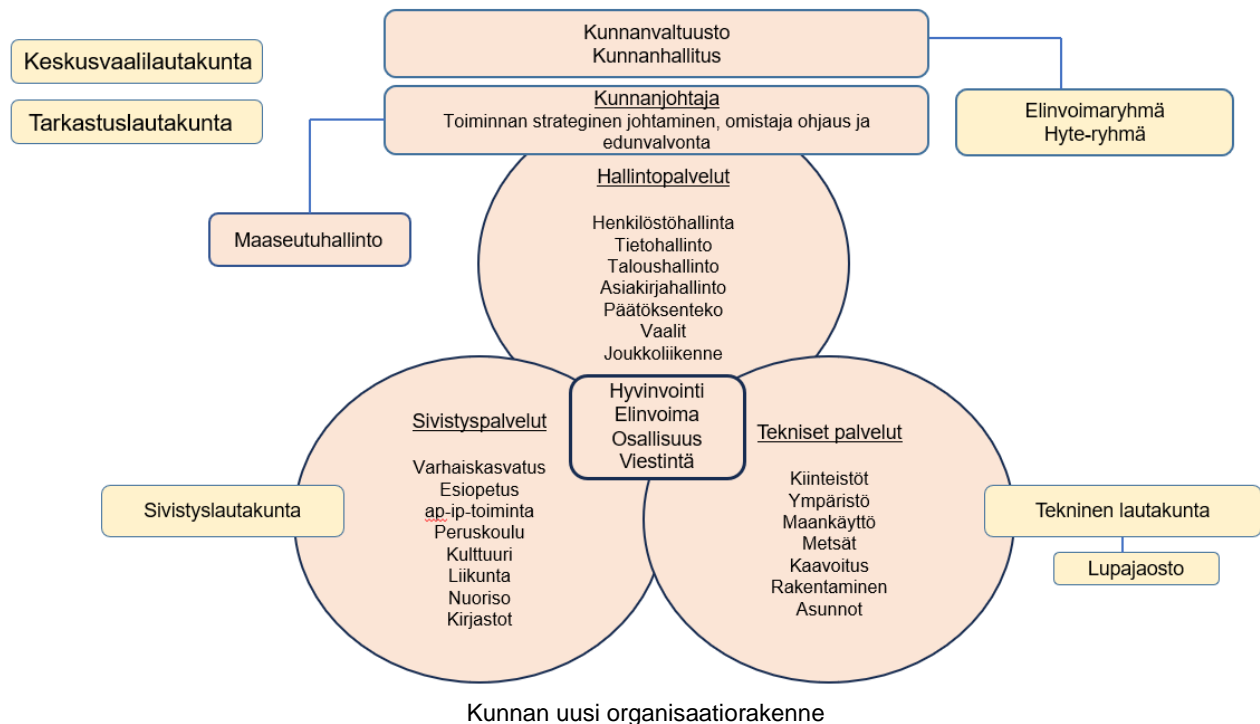 Kunnanvaltuusto
Kunnanhallitus
Keskusvaalilautakunta
Tarkastuslautakunta
Kunnanjohtaja
Toiminnan strateginen johtaminen, omistaja ohjaus ja
edunvalvonta
Elinvoimaryhmä
Hyte-ryhmä
Maaseutuhallinto
Hallintopalvelut
Henkilöstöhallinta
Tietohallinto
Taloushallinto
Asiakirjahallinto
Päätöksenteko
Vaalit
Joukkoliikenne
Hyvinvointi
Elinvoima
Osallisuus
Viestintä
Sivistyspalvelut
Varhaiskasvatus
Esiopetus
ap-ip-toiminta
Peruskoulu
Kulttuuri
Liikunta
Nuoriso
Kirjastot
Sivistyslautakunta
Tekniset palvelut
Kiinteistöt
Ympäristö
Maankäyttö
Metsät
Kaavoitus
Rakentaminen
Asunnot
Tekninen lautakunta
Lupajaosto
Kunnan uusi organisaatiorakenne